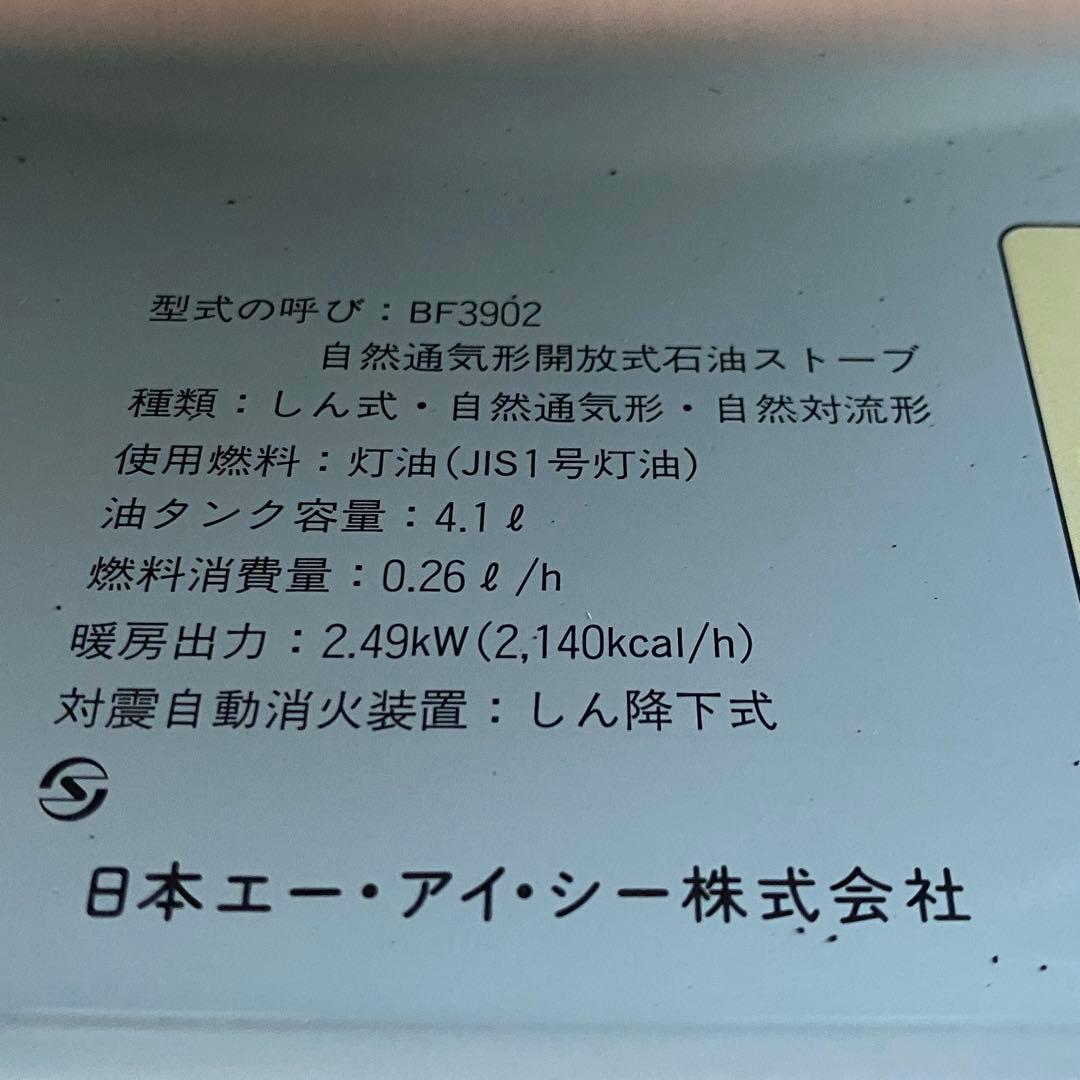 型式の呼び：BF3902
自然通気形開放式石油ストーブ
種類：しん式・自然通気形・自然対流形
使用燃料：灯油(JIS1号灯油)
油タンク容量：4.1ℓ
燃料消費量：0.26ℓ/h
暖房出力：2.49kW(2,140kcal/h)
対震自動消火装置：しん降下式
日本エー・アイ・シー株式会社